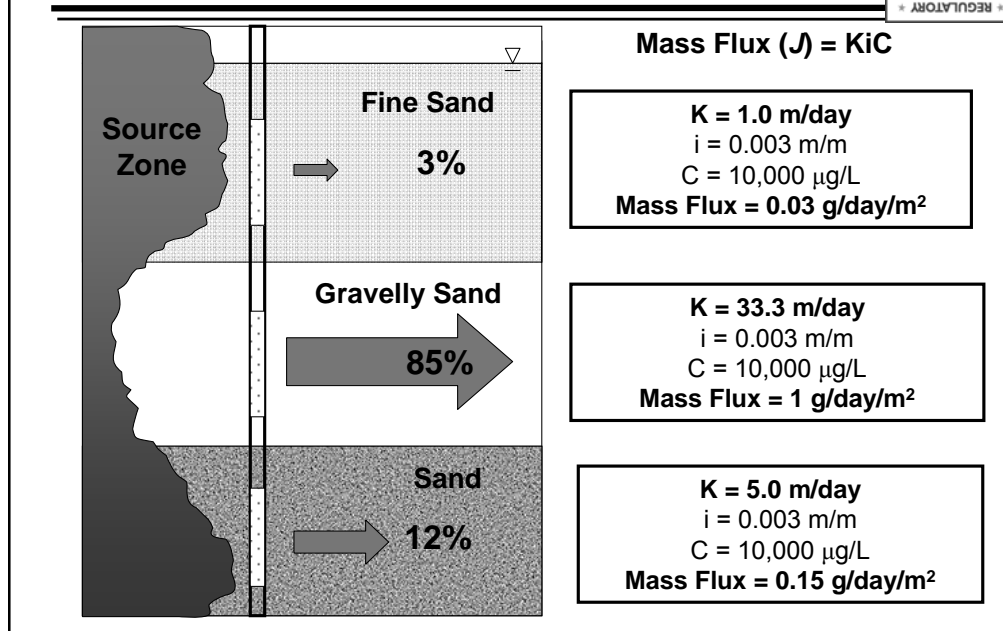 * REGULATORY *
Mass Flux (J) = KiC
Source
Zone
Fine Sand
3%
K = 1.0 m/day
i = 0.003 m/m
C = 10,000 μg/L
Mass Flux = 0.03 g/day/m²
Gravelly Sand
85%
K = 33.3 m/day
i = 0.003 m/m
C = 10,000 μg/L
Mass Flux = 1 g/day/m²
Sand
12%
K = 5.0 m/day
i = 0.003 m/m
C = 10,000 μg/L
Mass Flux = 0.15 g/day/m²